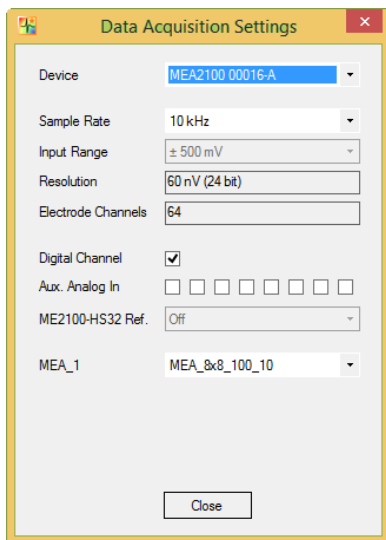 Data Acquisition Settings
Device MEA2100 00016-A
Sample Rate 10 kHz
Input Range ± 500 mV
Resolution 60 nV (24 bit)
Electrode Channels 64
Digital Channel
Aux. Analog In
ME2100-HS32 Ref. Off
MEA_1 MEA_8x8_100_10
Close